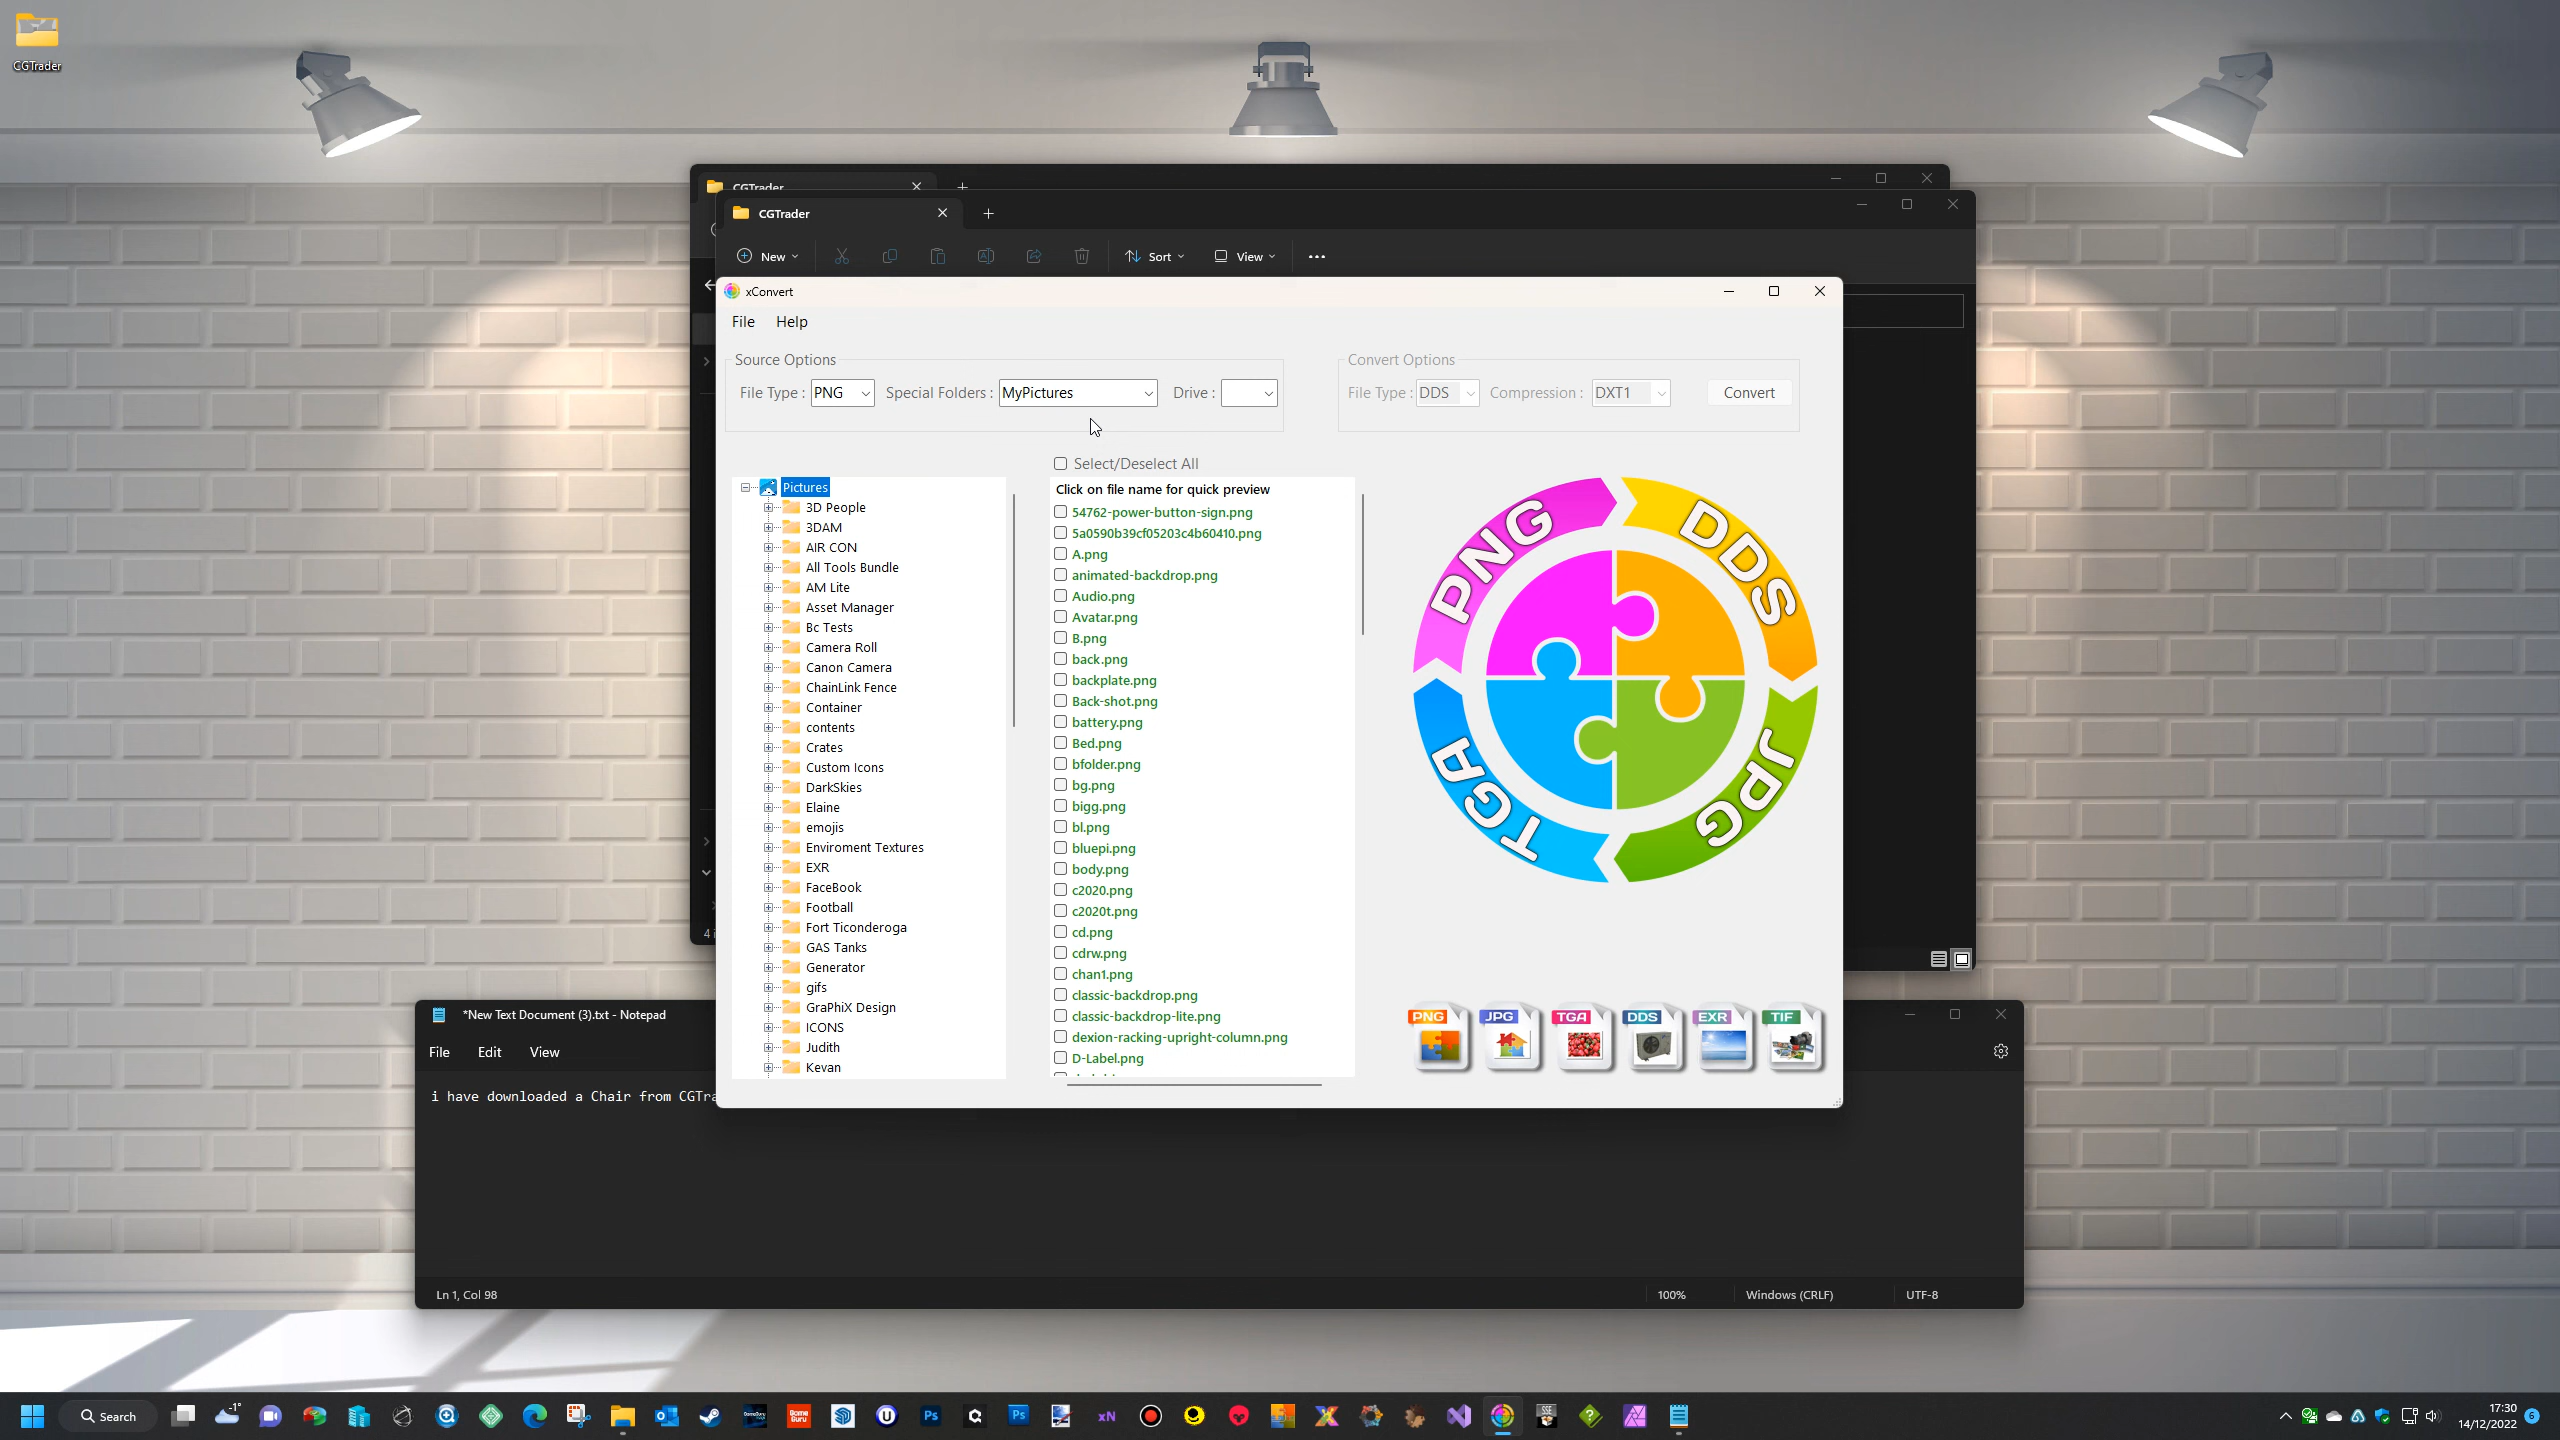 CGTrader
CGTrader
CGTrader
New
Sort
View
xConvert
File
Help
Source Options
File Type :
PNG
Special Folders :
MyPictures
Drive :
Convert Options
File Type :
DDS
Compression :
DXT1
Convert
Select/Deselect All
Pictures
3D People
3DAM
AIR CON
All Tools Bundle
AM Lite
Asset Manager
Bc Tests
Camera Roll
Canon Camera
ChainLink Fence
Container
contents
Crates
Custom Icons
DarkSkies
Elaine
emojis
Enviroment Textures
EXR
FaceBook
Football
Fort Ticonderoga
GAS Tanks
Generator
gifs
GraPhiX Design
ICONS
Judith
Kevan
Click on file name for quick preview
54762-power-button-sign.png
5a0590b39cf05203c4b60410.png
A.png
animated-backdrop.png
Audio.png
Avatar.png
B.png
back.png
backplate.png
Back-shot.png
battery.png
Bed.png
bfolder.png
bg.png
bigg.png
bl.png
bluepi.png
body.png
c2020.png
c2020t.png
cd.png
cdrw.png
chan1.png
classic-backdrop.png
classic-backdrop-lite.png
dexion-racking-upright-column.png
D-Label.png
PNG
DDS
TGA
JPG
PNG
JPG
TGA
DDS
EXR
TIF
*New Text Document (3).txt - Notepad
File
Edit
View
i have downloaded a Chair from
Ln 1, Col 98
100%
Windows (CRLF)
UTF-8
Search
-1°
Ps
Ps
xN
SSE
17:30
14/12/2022
6